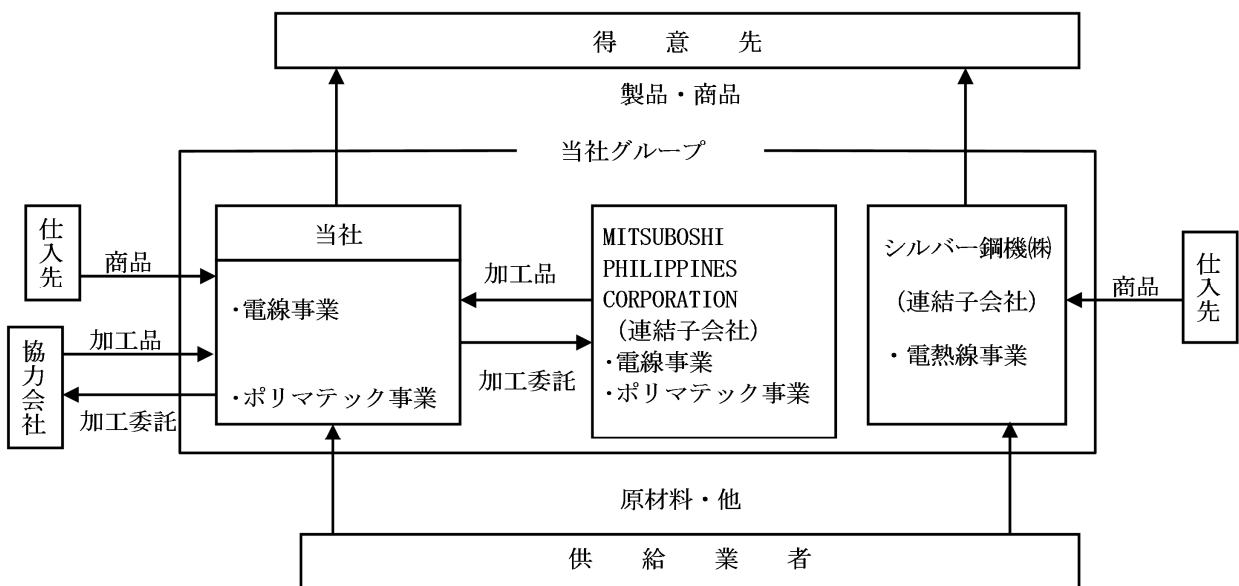 得意先
製品・商品
当社グループ
仕入先
商品
協力会社
加工品
加工委託
当社
・電線事業
・ポリマテック事業
加工品
加工委託
MITSUBOSHI
PHILIPPINES
CORPORATION
(連結子会社)
・電線事業
・ポリマテック事業
シルバー鋼機㈱
(連結子会社)
・電熱線事業
商品
仕入先
原材料・他
供給業者